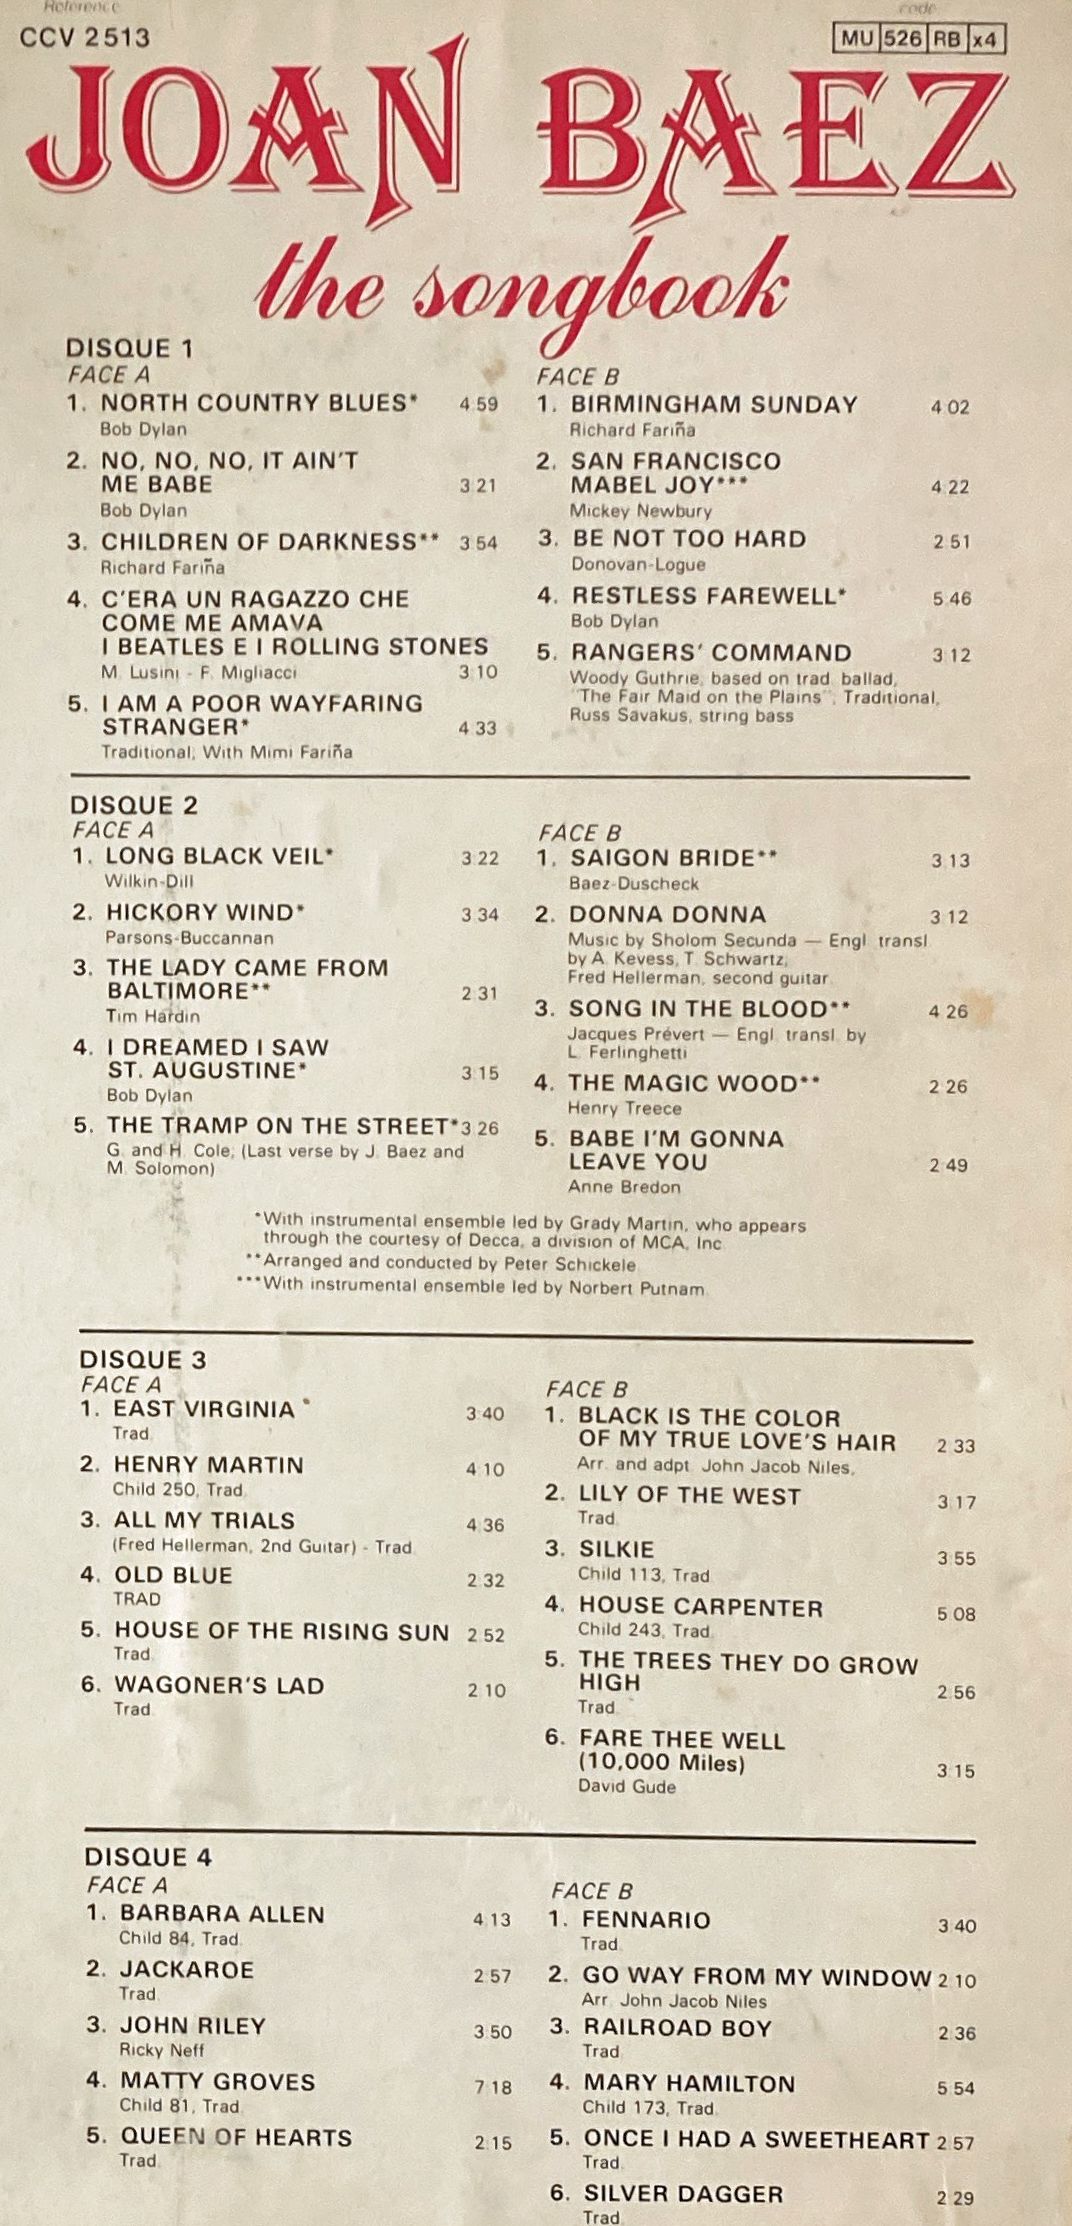 Reference
code
CCV 2513
MU 526 RB x4
JOAN BAEZ
the songbook
DISQUE 1
FACE A
1. NORTH COUNTRY BLUES* 4 59
Bob Dylan
2. NO, NO, NO, IT AIN'T
ME BABE 3 21
Bob Dylan
3. CHILDREN OF DARKNESS** 3 54
Richard Fariña
4. C'ERA UN RAGAZZO CHE
COME ME AMAVA
I BEATLES E I ROLLING STONES
M. Lusini - F. Migliacci 3 10
5. I AM A POOR WAYFARING
STRANGER* 4 33
Traditional; With Mimi Fariña
FACE B
1. BIRMINGHAM SUNDAY 4 02
Richard Fariña
2. SAN FRANCISCO
MABEL JOY*** 4 22
Mickey Newbury
3. BE NOT TOO HARD 2 51
Donovan-Logue
4. RESTLESS FAREWELL* 5 46
Bob Dylan
5. RANGERS' COMMAND 3 12
Woody Guthrie, based on trad. ballad,
"The Fair Maid on the Plains"; Traditional,
Russ Savakus, string bass
DISQUE 2
FACE A
1. LONG BLACK VEIL* 3 22
Wilkin-Dill
2. HICKORY WIND* 3 34
Parsons-Buccannan
3. THE LADY CAME FROM
BALTIMORE** 2 31
Tim Hardin
4. I DREAMED I SAW
ST. AUGUSTINE* 3 15
Bob Dylan
5. THE TRAMP ON THE STREET* 3 26
G. and H. Cole; (Last verse by J. Baez and
M. Solomon)
FACE B
1. SAIGON BRIDE** 3 13
Baez-Duscheck
2. DONNA DONNA 3 12
Music by Sholom Secunda — Engl. transl.
by A. Kevess, T. Schwartz;
Fred Hellerman, second guitar
3. SONG IN THE BLOOD** 4 26
Jacques Prévert — Engl. transl. by
L. Ferlinghetti
4. THE MAGIC WOOD** 2 26
Henry Treece
5. BABE I'M GONNA
LEAVE YOU 2 49
Anne Bredon
*With instrumental ensemble led by Grady Martin, who appears
through the courtesy of Decca, a division of MCA, Inc.
**Arranged and conducted by Peter Schickele.
***With instrumental ensemble led by Norbert Putnam.
DISQUE 3
FACE A
1. EAST VIRGINIA 3 40
Trad.
2. HENRY MARTIN 4 10
Child 250, Trad.
3. ALL MY TRIALS 4 36
(Fred Hellerman, 2nd Guitar) - Trad.
4. OLD BLUE 2 32
TRAD
5. HOUSE OF THE RISING SUN 2 52
Trad.
6. WAGONER'S LAD 2 10
Trad.
FACE B
1. BLACK IS THE COLOR
OF MY TRUE LOVE'S HAIR 2 33
Arr. and adpt. John Jacob Niles,
2. LILY OF THE WEST 3 17
Trad.
3. SILKIE 3 55
Child 113, Trad.
4. HOUSE CARPENTER 5 08
Child 243, Trad.
5. THE TREES THEY DO GROW
HIGH 2 56
Trad.
6. FARE THEE WELL
(10,000 Miles) 3 15
David Gude
DISQUE 4
FACE A
1. BARBARA ALLEN 4 13
Child 84, Trad.
2. JACKAROE 2 57
Trad.
3. JOHN RILEY 3 50
Ricky Neff
4. MATTY GROVES 7 18
Child 81, Trad.
5. QUEEN OF HEARTS 2 15
Trad.
FACE B
1. FENNARIO 3 40
Trad.
2. GO WAY FROM MY WINDOW 2 10
Arr. John Jacob Niles
3. RAILROAD BOY 2 36
Trad.
4. MARY HAMILTON 5 54
Child 173, Trad.
5. ONCE I HAD A SWEETHEART 2 57
Trad.
6. SILVER DAGGER 2 29
Trad.